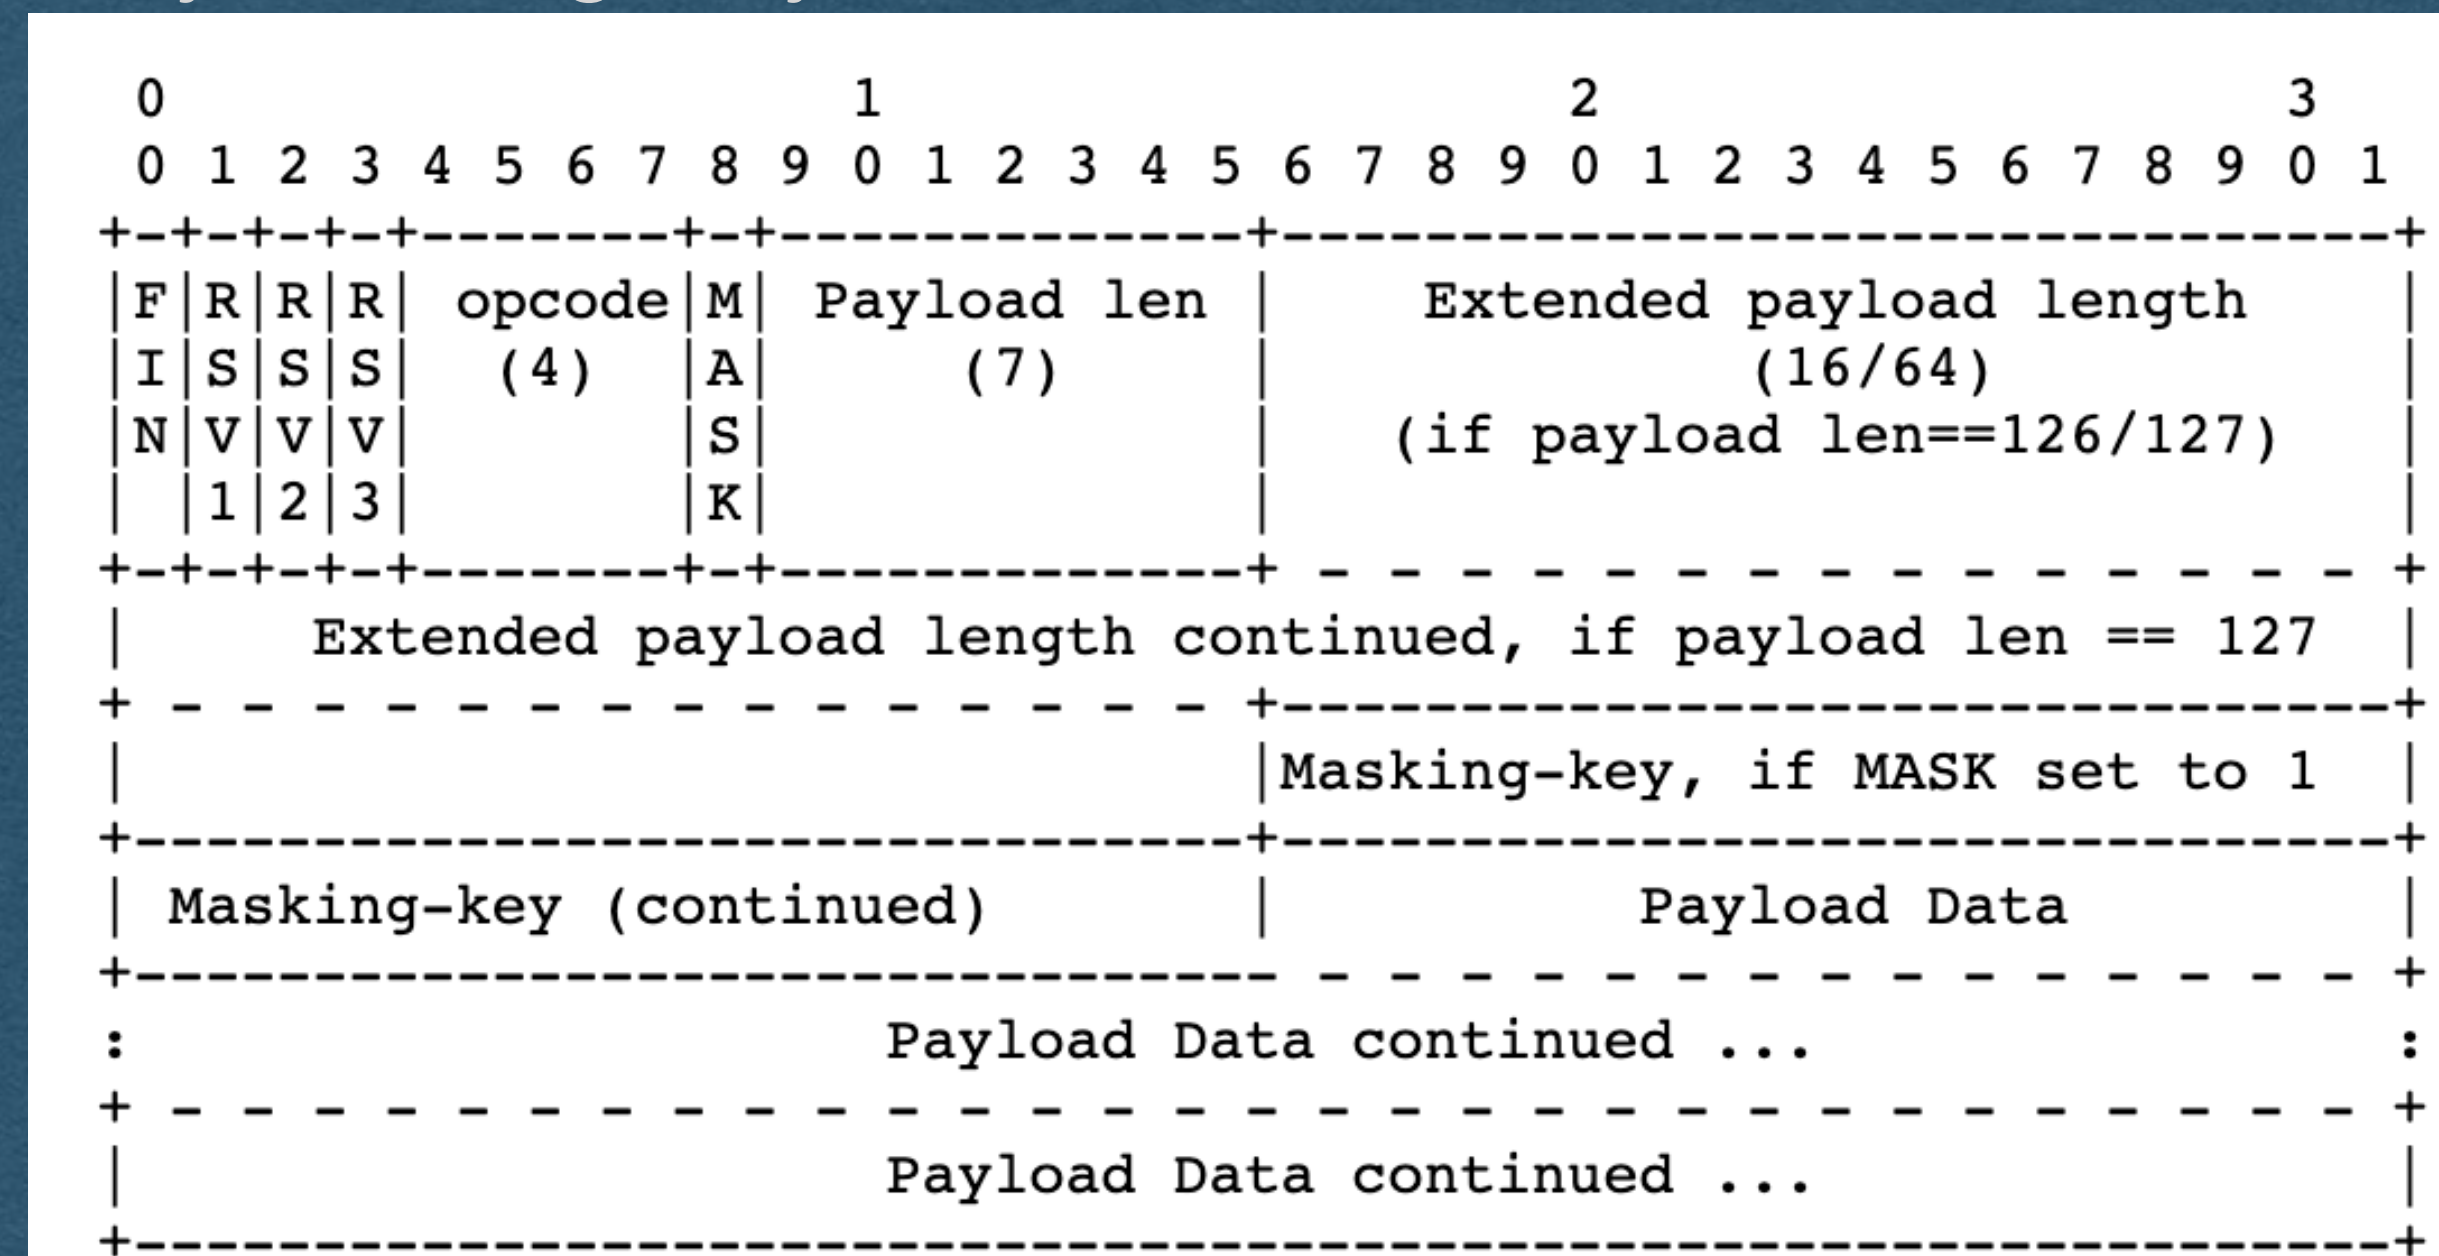 0                   1                   2                   3
 0 1 2 3 4 5 6 7 8 9 0 1 2 3 4 5 6 7 8 9 0 1 2 3 4 5 6 7 8 9 0 1
+-+-+-+-+-------+-+-------------+-------------------------------+
|F|R|R|R| opcode|M| Payload len |    Extended payload length    |
|I|S|S|S|  (4)  |A|     (7)     |             (16/64)           |
|N|V|V|V|       |S|             |   (if payload len==126/127)   |
| |1|2|3|       |K|             |                               |
+-+-+-+-+-------+-+-------------+ - - - - - - - - - - - - - - - +
|     Extended payload length continued, if payload len == 127  |
+ - - - - - - - - - - - - - - - +-------------------------------+
|                               |Masking-key, if MASK set to 1  |
+-------------------------------+-------------------------------+
| Masking-key (continued)       |          Payload Data         |
+-------------------------------- - - - - - - - - - - - - - - - +
:                     Payload Data continued ...                :
+ - - - - - - - - - - - - - - - - - - - - - - - - - - - - - - - +
|                     Payload Data continued ...                |
+---------------------------------------------------------------+